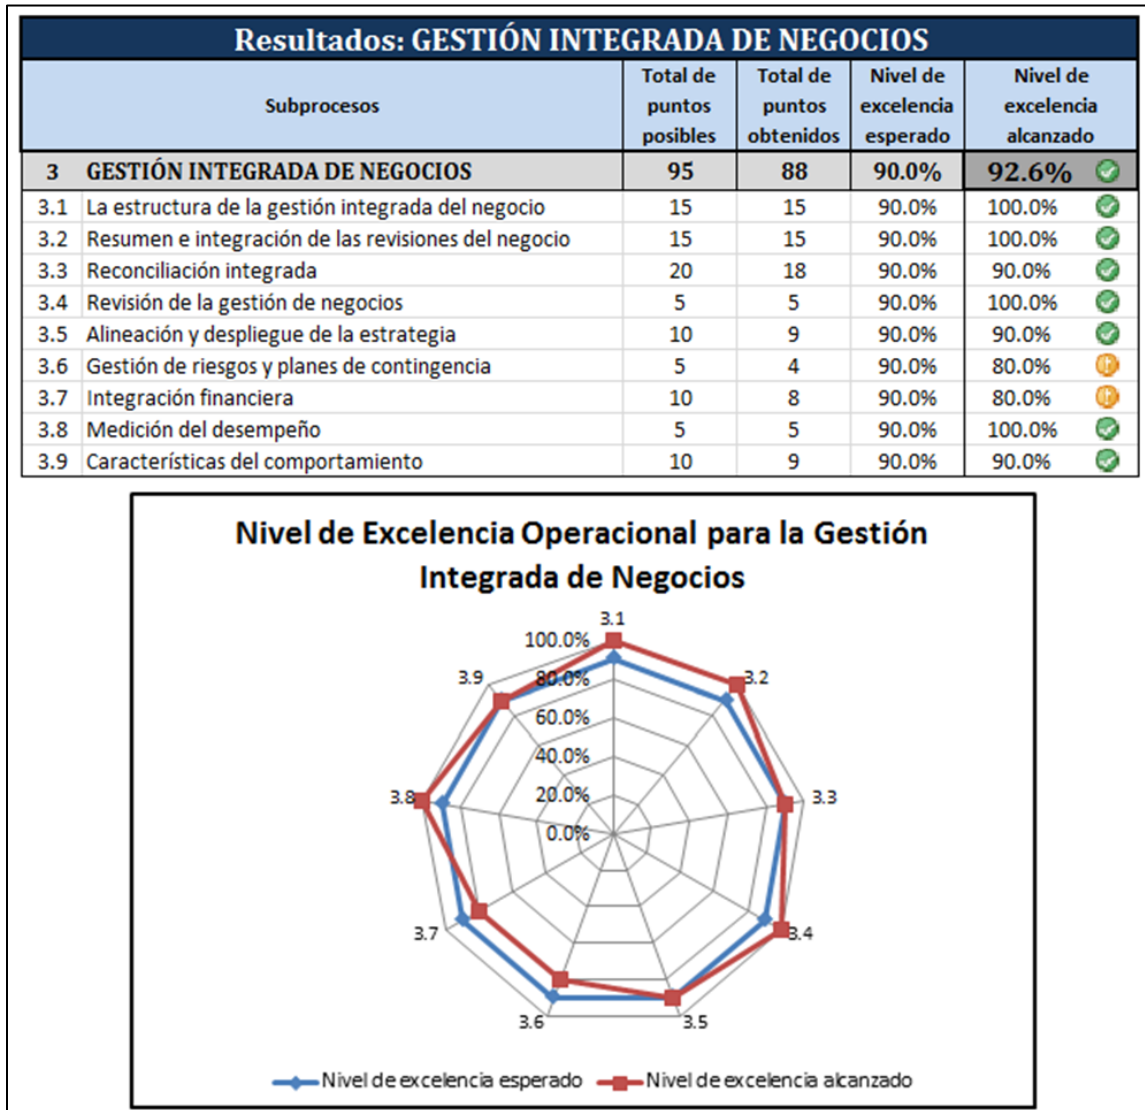 Resultados: GESTIÓN INTEGRADA DE NEGOCIOS
Subprocesos Total de puntos posibles Total de puntos obtenidos Nivel de excelencia esperado Nivel de excelencia alcanzado
3 GESTIÓN INTEGRADA DE NEGOCIOS 95 88 90.0% 92.6%
3.1 La estructura de la gestión integrada del negocio 15 15 90.0% 100.0%
3.2 Resumen e integración de las revisiones del negocio 15 15 90.0% 100.0%
3.3 Reconciliación integrada 20 18 90.0% 90.0%
3.4 Revisión de la gestión de negocios 5 5 90.0% 100.0%
3.5 Alineación y despliegue de la estrategia 10 9 90.0% 90.0%
3.6 Gestión de riesgos y planes de contingencia 5 4 90.0% 80.0%
3.7 Integración financiera 10 8 90.0% 80.0%
3.8 Medición del desempeño 5 5 90.0% 100.0%
3.9 Características del comportamiento 10 9 90.0% 90.0%
Nivel de Excelencia Operacional para la Gestión
Integrada de Negocios
3.1
100.0%
3.9
80.0%
3.2
60.0%
40.0%
3.8
20.0%
3.3
0.0%
3.7
3.4
3.6
3.5
Nivel de excelencia esperado Nivel de excelencia alcanzado